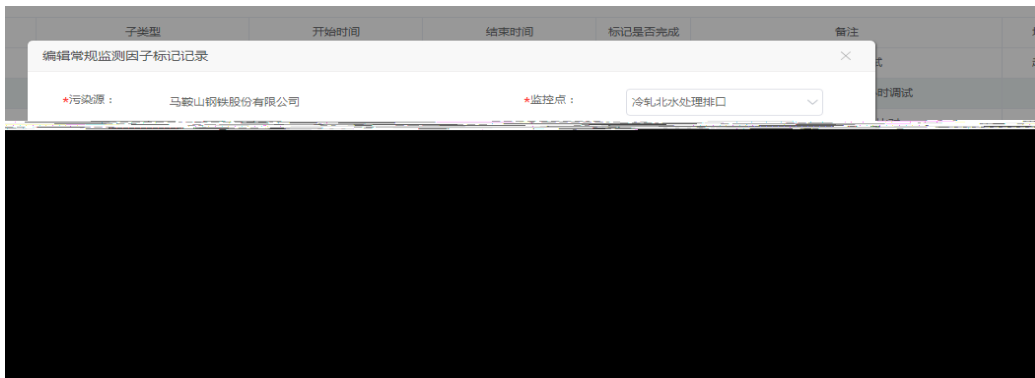 子类型 开始时间 结束时间 标记是否完成 备注
编辑常规监测因子标记记录
*污染源： 马鞍山钢铁股份有限公司 *监控点： 冷轧北水处理排口
时调试